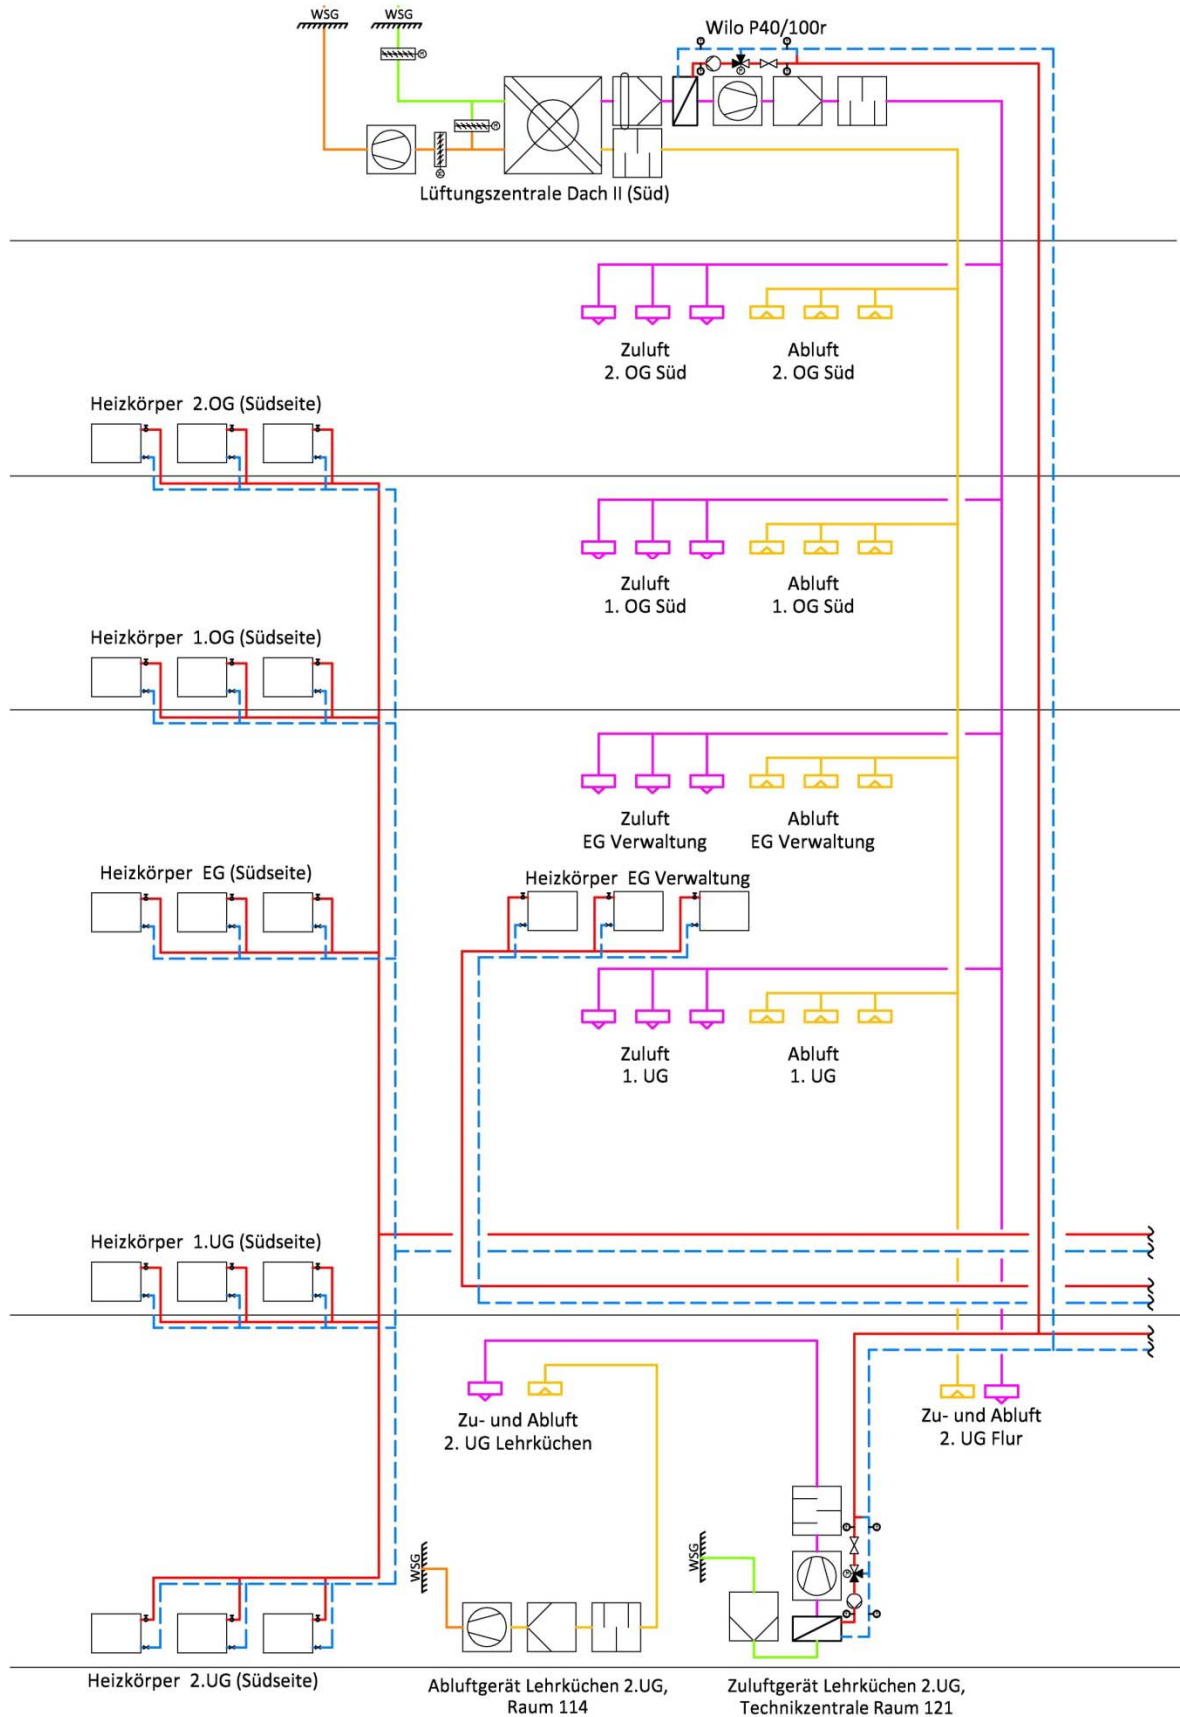 WSG
WSG
Wilo P40/100r
Lüftungszentrale Dach II (Süd)
Zuluft
2. OG Süd
Abluft
2. OG Süd
Heizkörper 2.OG (Südseite)
Zuluft
1. OG Süd
Abluft
1. OG Süd
Heizkörper 1.OG (Südseite)
Zuluft
EG Verwaltung
Abluft
EG Verwaltung
Heizkörper EG (Südseite)
Heizkörper EG Verwaltung
Zuluft
1. UG
Abluft
1. UG
Heizkörper 1.UG (Südseite)
Zu- und Abluft
2. UG Lehrküchen
Zu- und Abluft
2. UG Flur
WSG
WSG
Heizkörper 2.UG (Südseite)
Abluftgerät Lehrküchen 2.UG,
Raum 114
Zuluftgerät Lehrküchen 2.UG,
Technikzentrale Raum 121